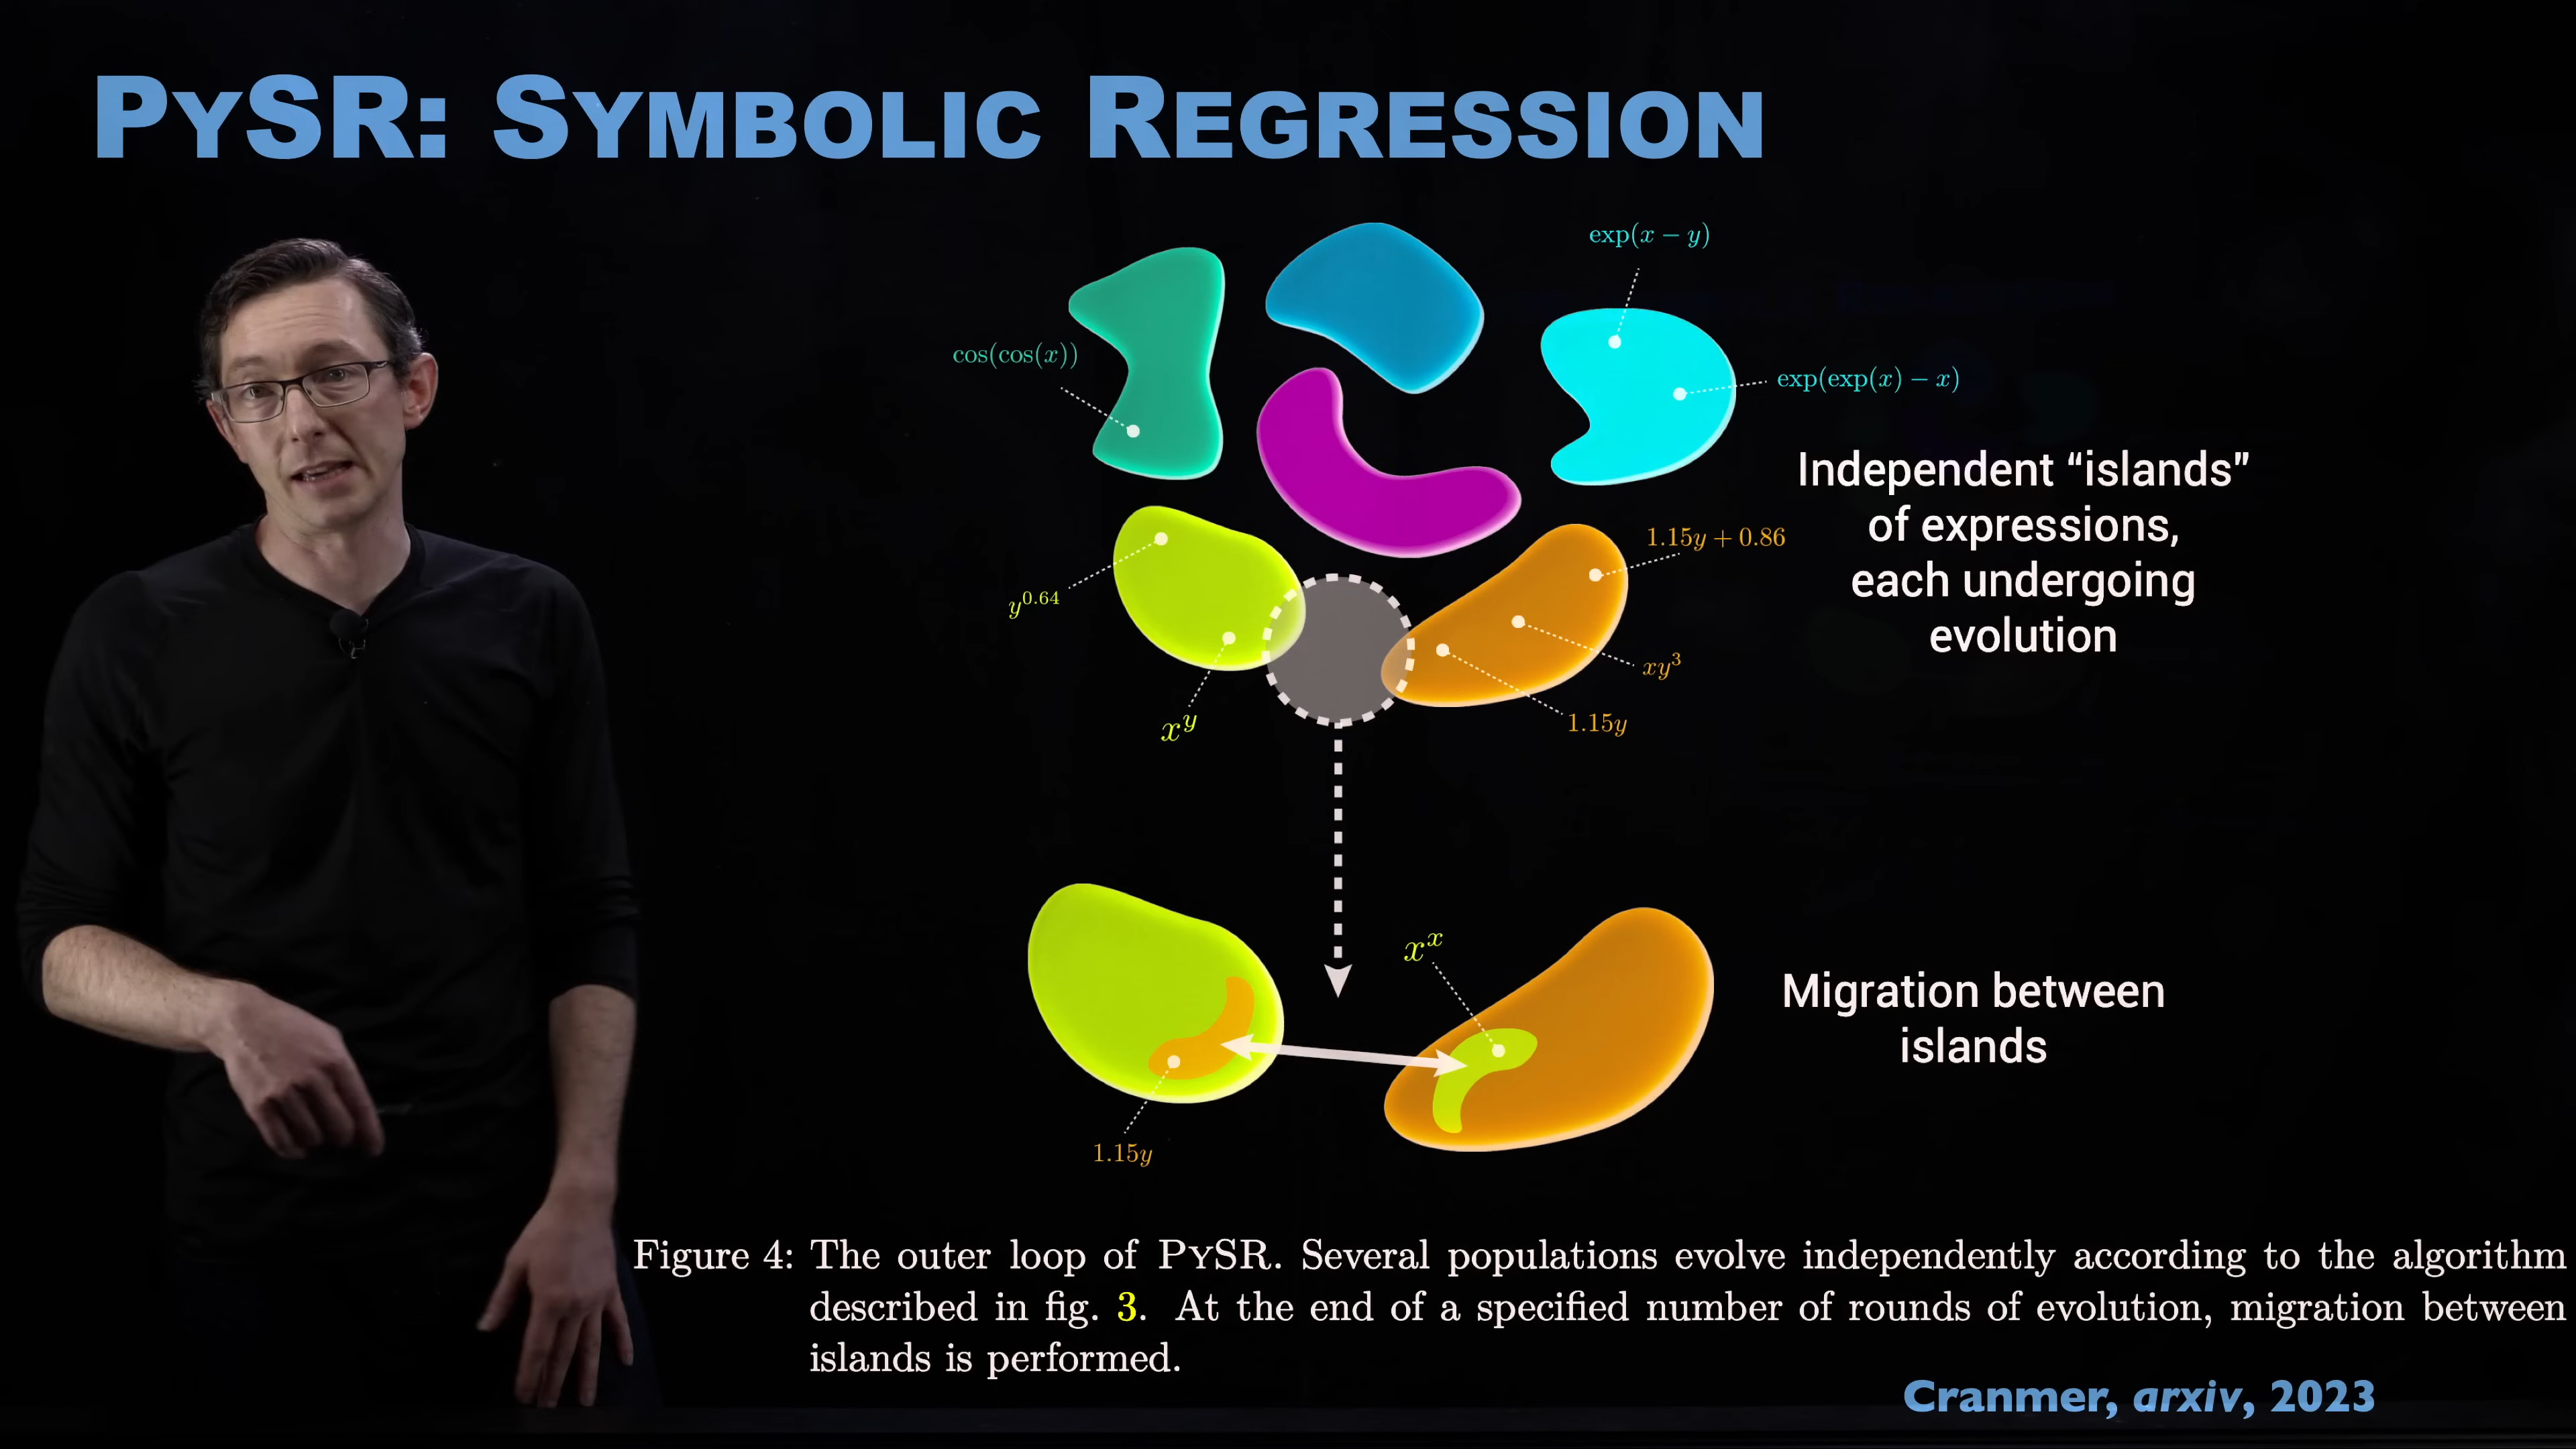 PYSR: SYMBOLIC REGRESSION
exp(x − y)
cos(cos(x))
exp(exp(x) − x)
Independent “islands”
of expressions,
each undergoing
evolution
1.15y + 0.86
y^0.64
xy^3
x^y
1.15y
x^x
Migration between
islands
1.15y
Figure 4: The outer loop of PYSR. Several populations evolve independently according to the algorithm
described in fig. 3. At the end of a specified number of rounds of evolution, migration between
islands is performed.
Cranmer, arxiv, 2023